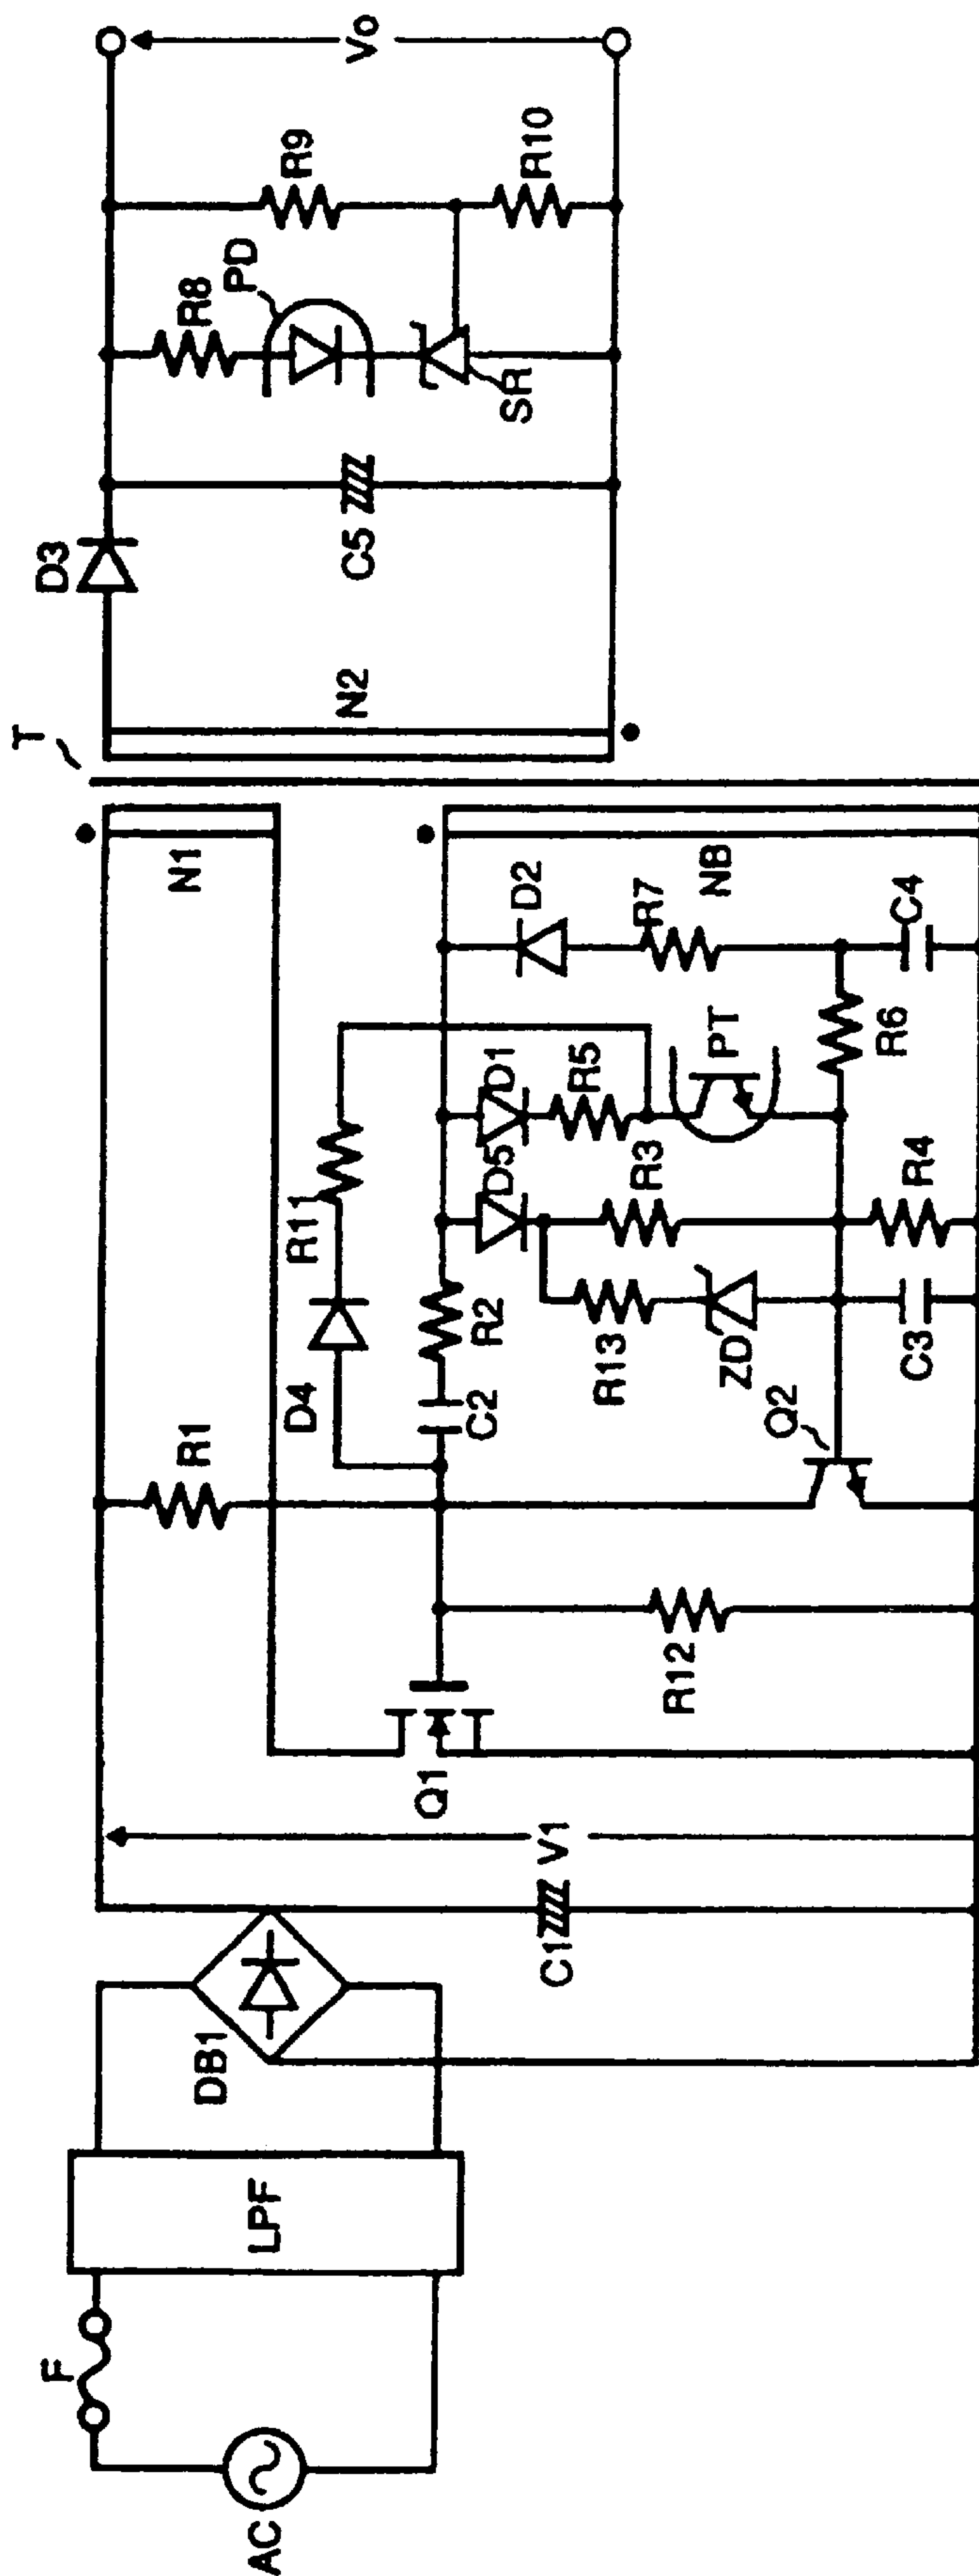 F
AC
LPF
DB1
C1
V1
Q1
R12
R1
D4
R11
C2
R2
Q2
D5
D1
R13
R3
R5
ZD
PT
C3
R4
R6
D2
R7
NB
C4
N1
T
N2
D3
C5
R8
PD
SR
R9
R10
Vo